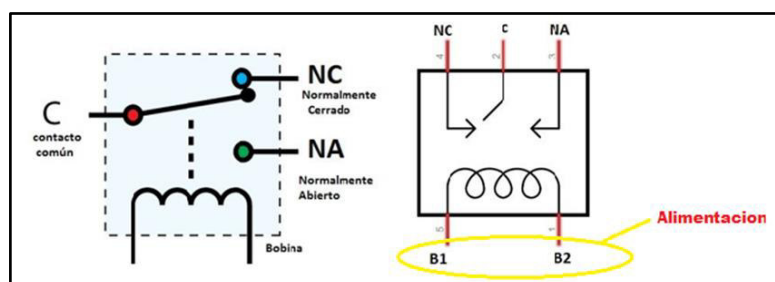 C
contacto
común
NC
Normalmente
Cerrado
NA
Normalmente
Abierto
Bobina
NC
C
NA
4
2
3
5
1
B1
B2
Alimentacion